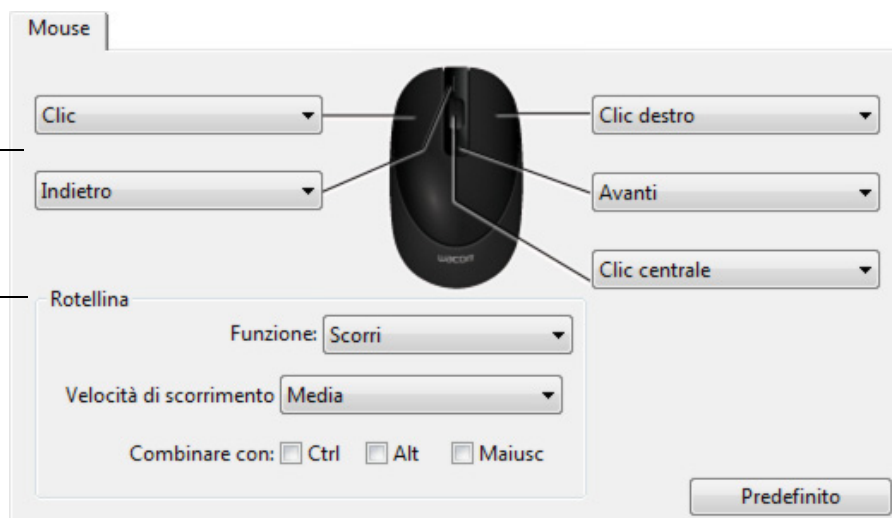 Mouse
Clic
Clic destro
Indietro
Avanti
wacom
Clic centrale
Rotellina
Funzione: Scorri
Velocità di scorrimento Media
Combinare con: Ctrl Alt Maiusc
Predefinito